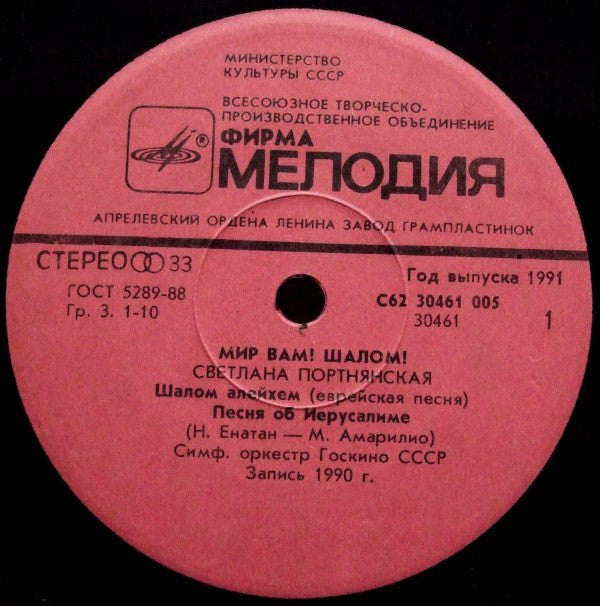 МИНИСТЕРСТВО
КУЛЬТУРЫ СССР
ВСЕСОЮЗНОЕ ТВОРЧЕСКО-
ПРОИЗВОДСТВЕННОЕ ОБЪЕДИНЕНИЕ
®
ФИРМА
МЕЛОДИЯ
АПРЕЛЕВСКИЙ ОРДЕНА ЛЕНИНА ЗАВОД ГРАМПЛАСТИНОК
СТЕРЕО 33
Год выпуска 1991
ГОСТ 5289-88
С62 30461 005
Гр. 3. 1-10
30461
1
МИР ВАМ! ШАЛОМ!
СВЕТЛАНА ПОРТНЯНСКАЯ
Шалом алейхем (еврейская песня)
Песня об Иерусалиме
(Н. Енатан — М. Амарилио)
Симф. оркестр Госкино СССР
Запись 1990 г.